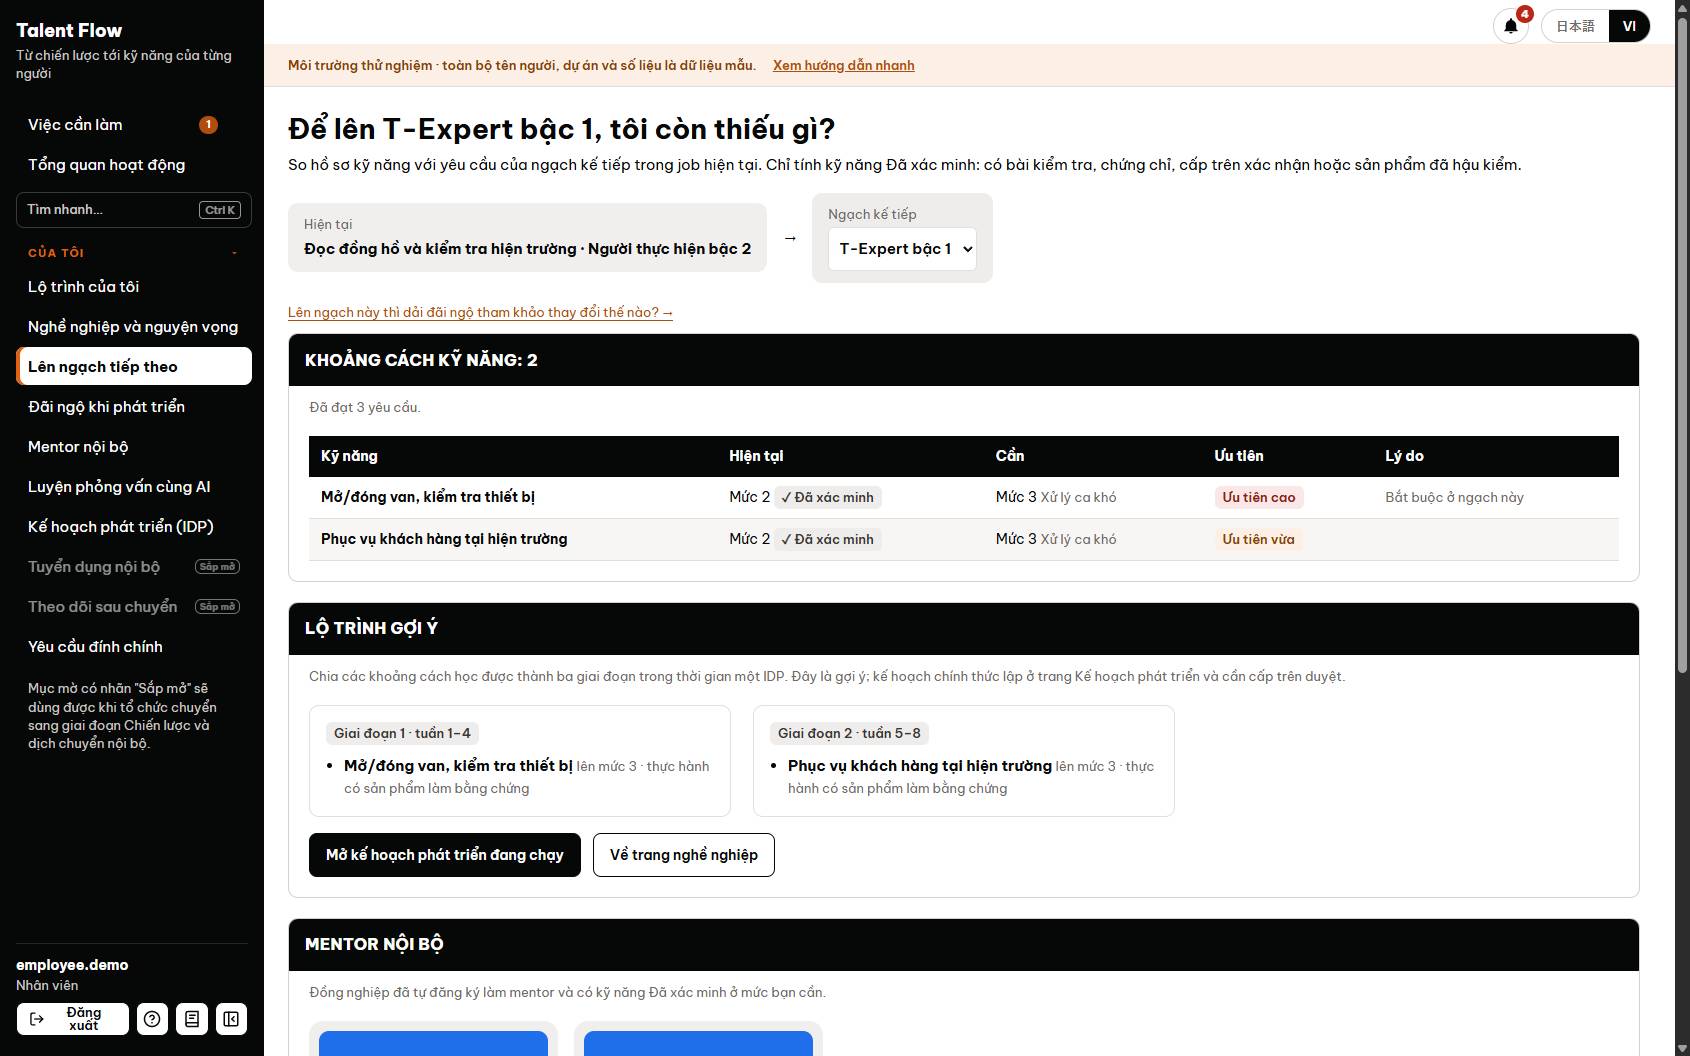 Talent Flow
Từ chiến lược tới kỹ năng của từng
người
Việc cần làm 1
Tổng quan hoạt động
Tìm nhanh... Ctrl K
CỦA TÔI -
Lộ trình của tôi
Nghề nghiệp và nguyện vọng
Lên ngạch tiếp theo
Đãi ngộ khi phát triển
Mentor nội bộ
Luyện phỏng vấn cùng AI
Kế hoạch phát triển (IDP)
Tuyển dụng nội bộ Sắp mở
Theo dõi sau chuyển Sắp mở
Yêu cầu đính chính
Mục mờ có nhãn "Sắp mở" sẽ
dùng được khi tổ chức chuyển
sang giai đoạn Chiến lược và
dịch chuyển nội bộ.
employee.demo
Nhân viên
Đăng
xuất
4
日本語 VI
Môi trường thử nghiệm · toàn bộ tên người, dự án và số liệu là dữ liệu mẫu. Xem hướng dẫn nhanh
Để lên T-Expert bậc 1, tôi còn thiếu gì?
So hồ sơ kỹ năng với yêu cầu của ngạch kế tiếp trong job hiện tại. Chỉ tính kỹ năng Đã xác minh: có bài kiểm tra, chứng chỉ, cấp trên xác nhận hoặc sản phẩm đã hậu kiểm.
Hiện tại
Đọc đồng hồ và kiểm tra hiện trường · Người thực hiện bậc 2
→
Ngạch kế tiếp
T-Expert bậc 1
Lên ngạch này thì dải đãi ngộ tham khảo thay đổi thế nào? →
KHOẢNG CÁCH KỸ NĂNG: 2
Đã đạt 3 yêu cầu.
Kỹ năng Hiện tại Cần Ưu tiên Lý do
Mở/đóng van, kiểm tra thiết bị Mức 2 ✓ Đã xác minh Mức 3 Xử lý ca khó Ưu tiên cao Bắt buộc ở ngạch này
Phục vụ khách hàng tại hiện trường Mức 2 ✓ Đã xác minh Mức 3 Xử lý ca khó Ưu tiên vừa
LỘ TRÌNH GỢI Ý
Chia các khoảng cách học được thành ba giai đoạn trong thời gian một IDP. Đây là gợi ý; kế hoạch chính thức lập ở trang Kế hoạch phát triển và cần cấp trên duyệt.
Giai đoạn 1 · tuần 1–4
• Mở/đóng van, kiểm tra thiết bị lên mức 3 · thực hành
có sản phẩm làm bằng chứng
Giai đoạn 2 · tuần 5–8
• Phục vụ khách hàng tại hiện trường lên mức 3 · thực
hành có sản phẩm làm bằng chứng
Mở kế hoạch phát triển đang chạy Về trang nghề nghiệp
MENTOR NỘI BỘ
Đồng nghiệp đã tự đăng ký làm mentor và có kỹ năng Đã xác minh ở mức bạn cần.